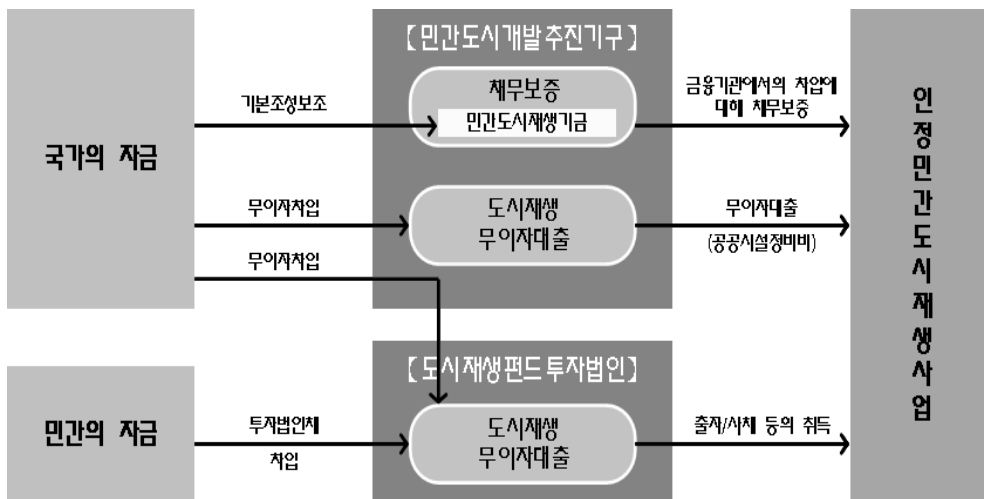 【민간도시개발추진기구】
채무보증
민간도시재생기금
기본조성보조
금융기관에서의 차입에
대해 채무보증
국가의 자금
무이자차입
도시재생
무이자대출
무이자대출
(공공시설정비비)
무이자차입
인정민간도시재생사업
【도시재생펀드투자법인】
민간의 자금
투자법인채
차입
도시재생
무이자대출
출자/사채 등의 취득